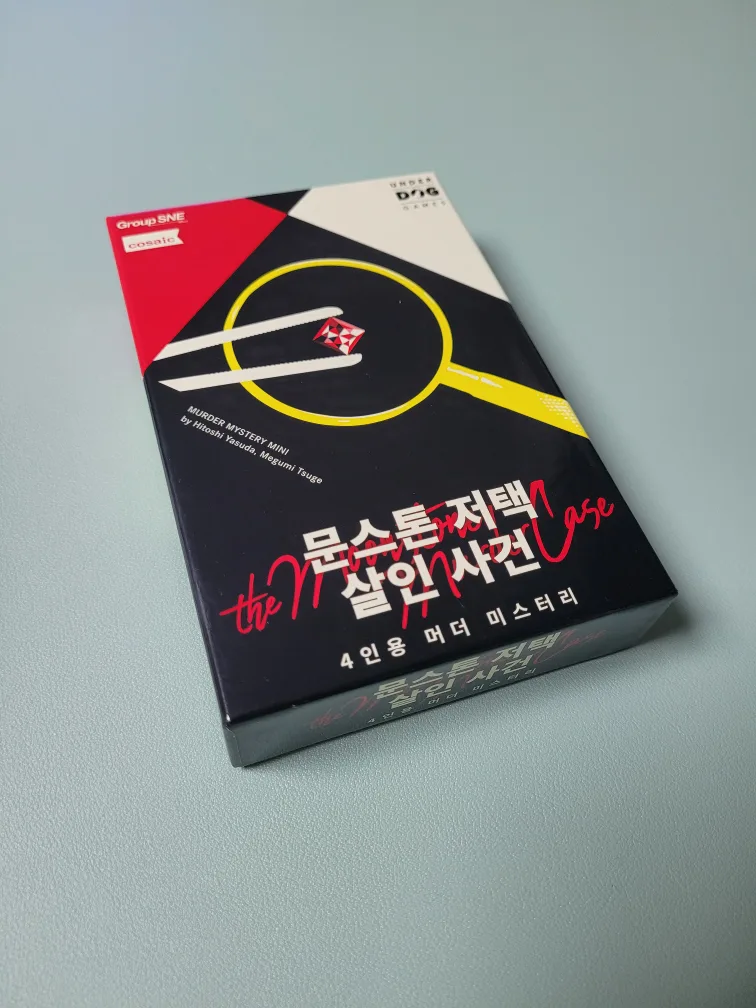 Group SNE
cosaic
UNDER
DOG
GAMES
MURDER MYSTERY MINI
by Hitoshi Yasuda, Megumi Tsuge
문스톤 저택
살인 사건
the Moonstone Murder Case
4인용 머더 미스터리
문스톤 저택
살인 사건
4인용 머더 미스터리